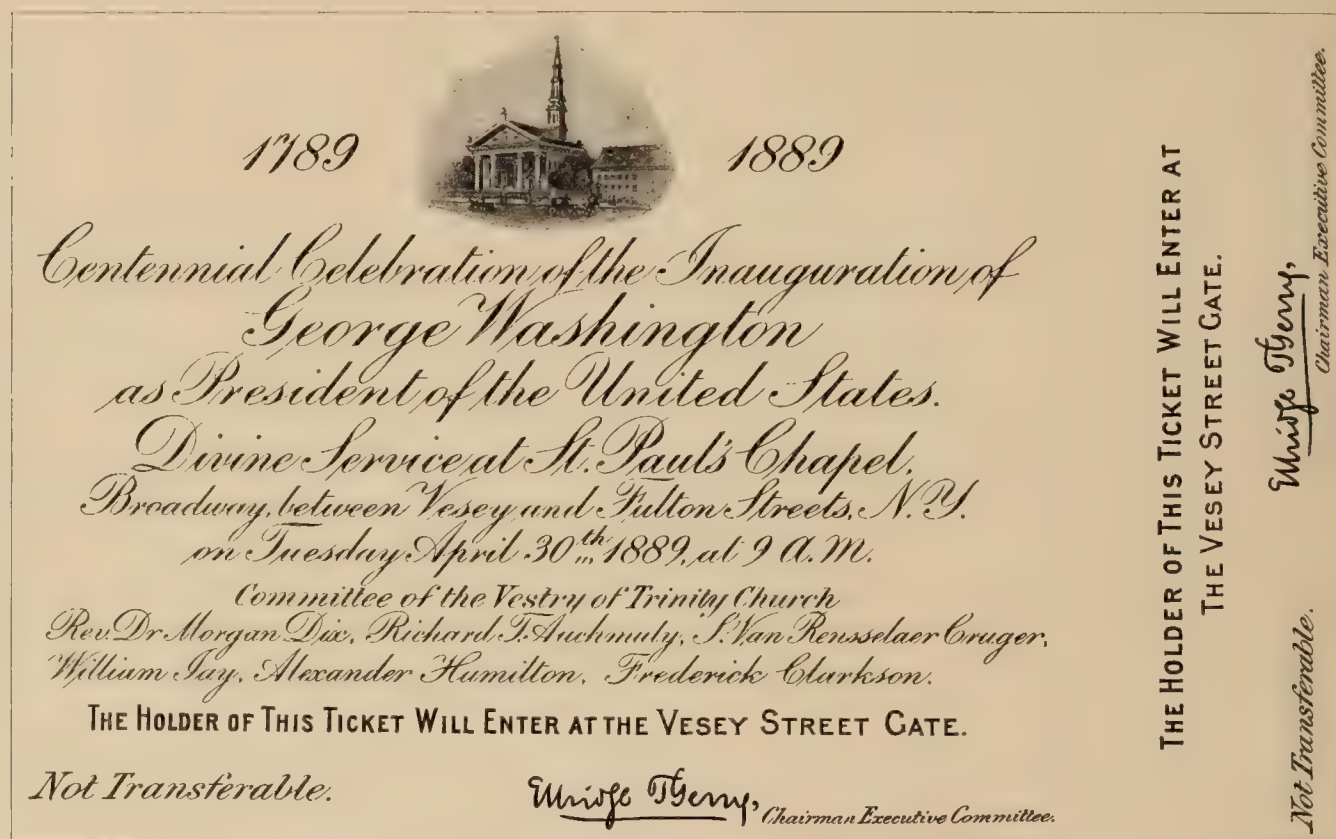 1789 1889
Centennial Celebration of the Inauguration of
George Washington
as President of the United States.
Divine Service at St. Paul's Chapel.
Broadway, between Vesey and Fulton Streets, N.Y.
on Tuesday April 30th 1889, at 9 A.M.
Committee of the Vestry of Trinity Church
Rev. Dr Morgan Dix, Richard T. Auchmuty, S. Van Rensselaer Cruger,
William Jay, Alexander Hamilton, Frederick Clarkson.
THE HOLDER OF THIS TICKET WILL ENTER AT THE VESEY STREET GATE.
Not Transferable.
Elbridge T Gerry, Chairman Executive Committee.
THE HOLDER OF THIS TICKET WILL ENTER AT
THE VESEY STREET GATE.
Not Transferable.
Elbridge T Gerry,
Chairman Executive Committee.